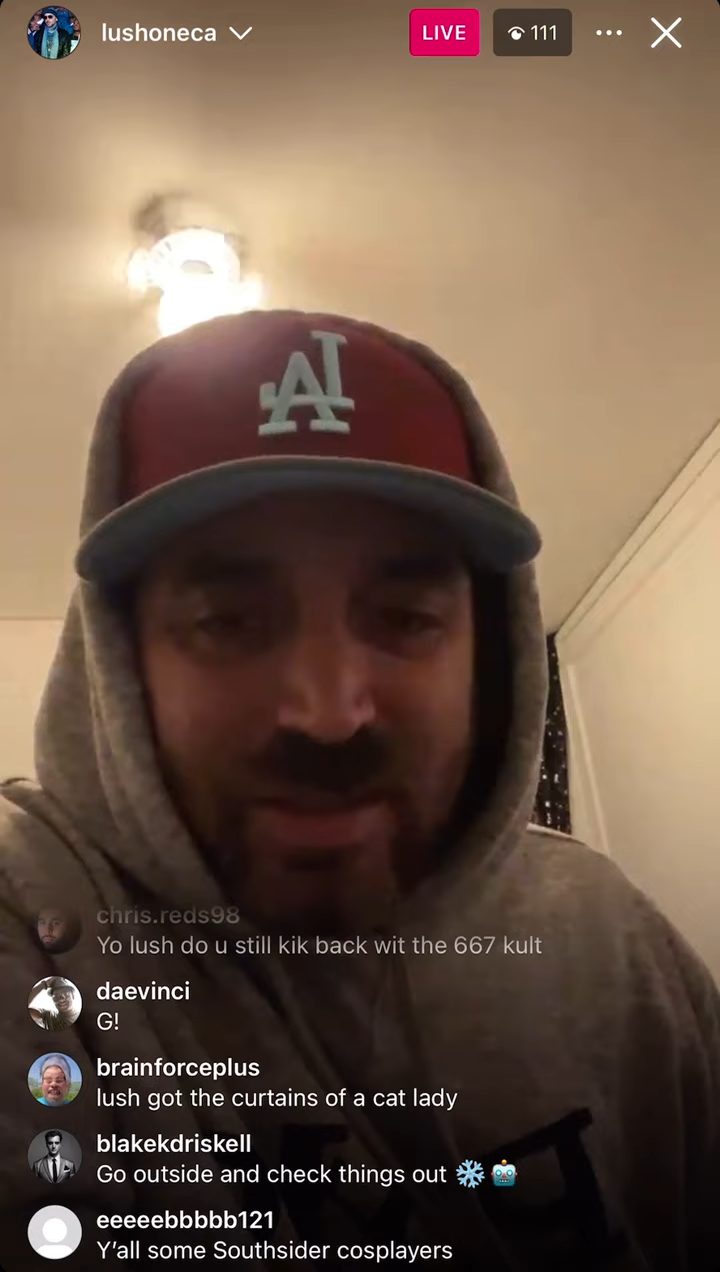 lushoneca
LIVE
111
LA
chris.reds98
Yo lush do u still kik back wit the 667 kult
daevinci
G!
brainforceplus
lush got the curtains of a cat lady
blakekdriskell
Go outside and check things out ❄️ 🤖
eeeeebbbbb121
Y’all some Southsider cosplayers